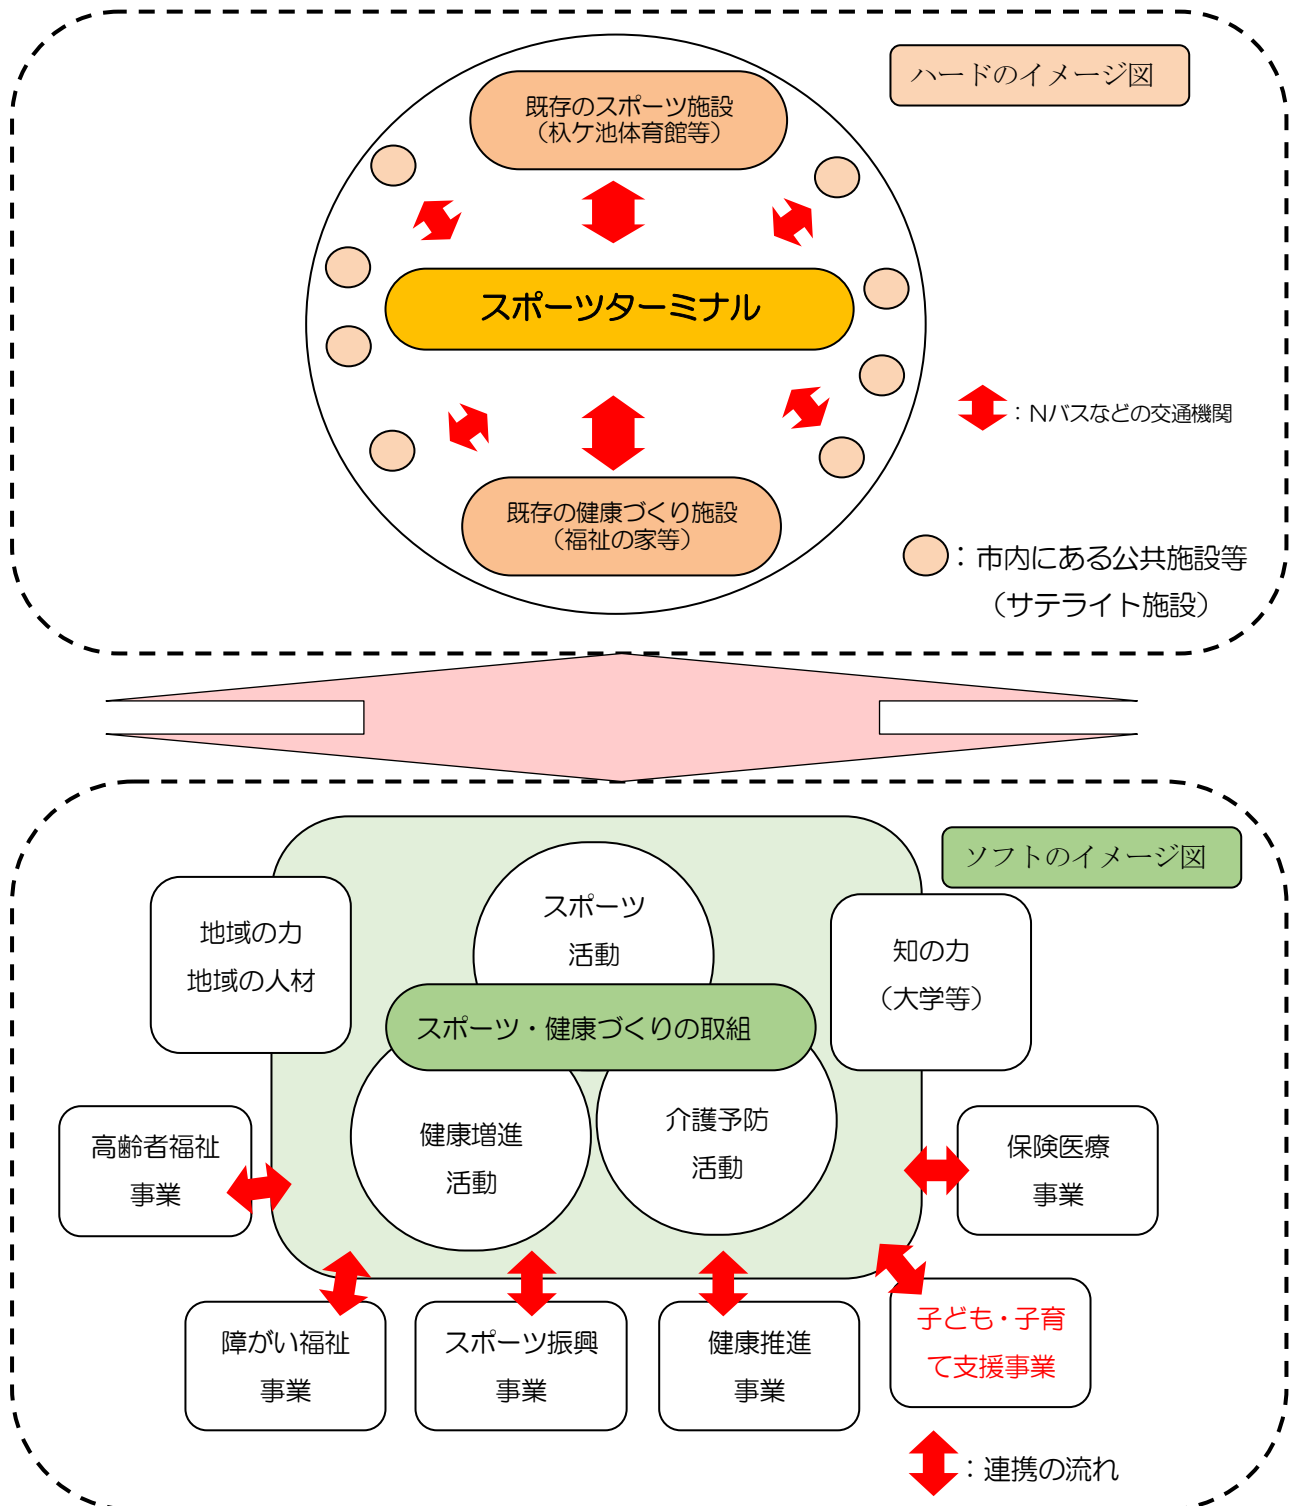 ハードのイメージ図
既存のスポーツ施設
（杁ケ池体育館等）
スポーツターミナル
：Nバスなどの交通機関
既存の健康づくり施設
（福祉の家等）
：市内にある公共施設等
（サテライト施設）
ソフトのイメージ図
スポーツ
活動
地域の力
地域の人材
知の力
（大学等）
スポーツ・健康づくりの取組
健康増進
活動
介護予防
活動
高齢者福祉
事業
保険医療
事業
障がい福祉
事業
スポーツ振興
事業
健康推進
事業
子ども・子育
て支援事業
：連携の流れ